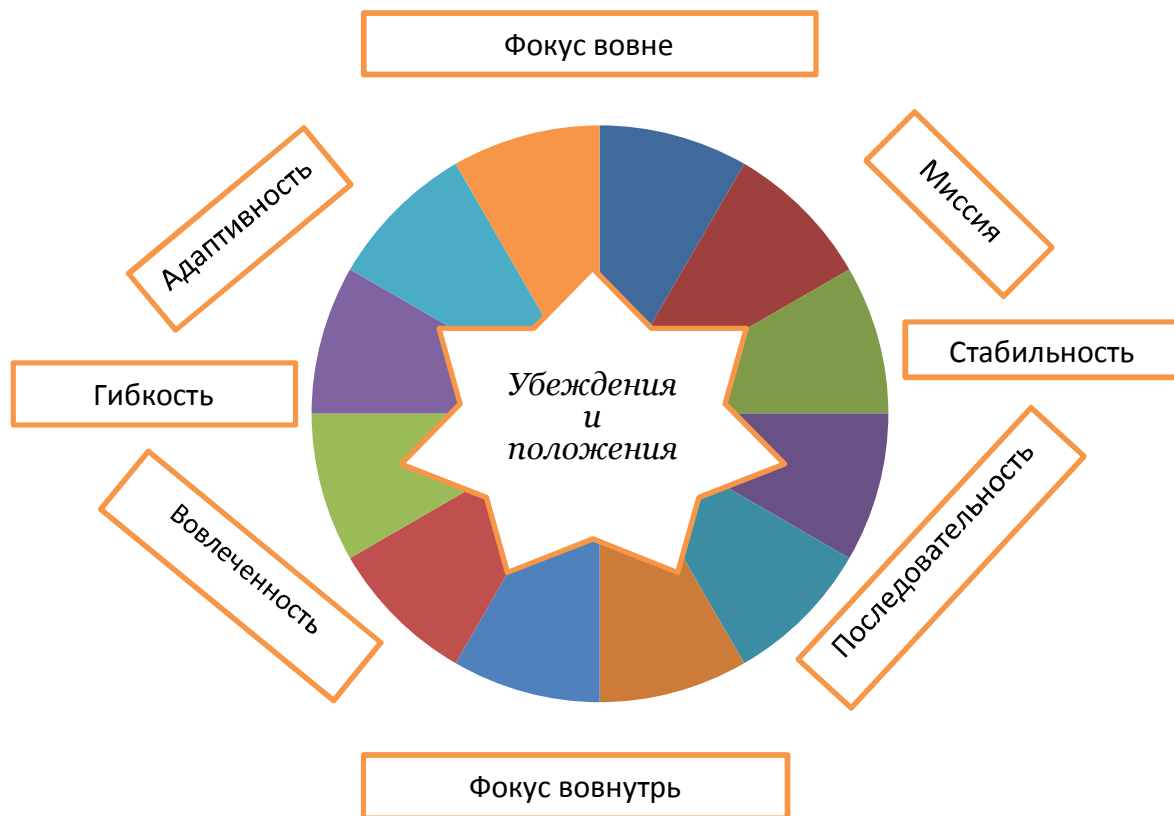 Фокус вовне
Адаптивность
Миссия
Гибкость
Стабильность
Убеждения
и
положения
Вовлеченность
Последовательность
Фокус вовнутрь